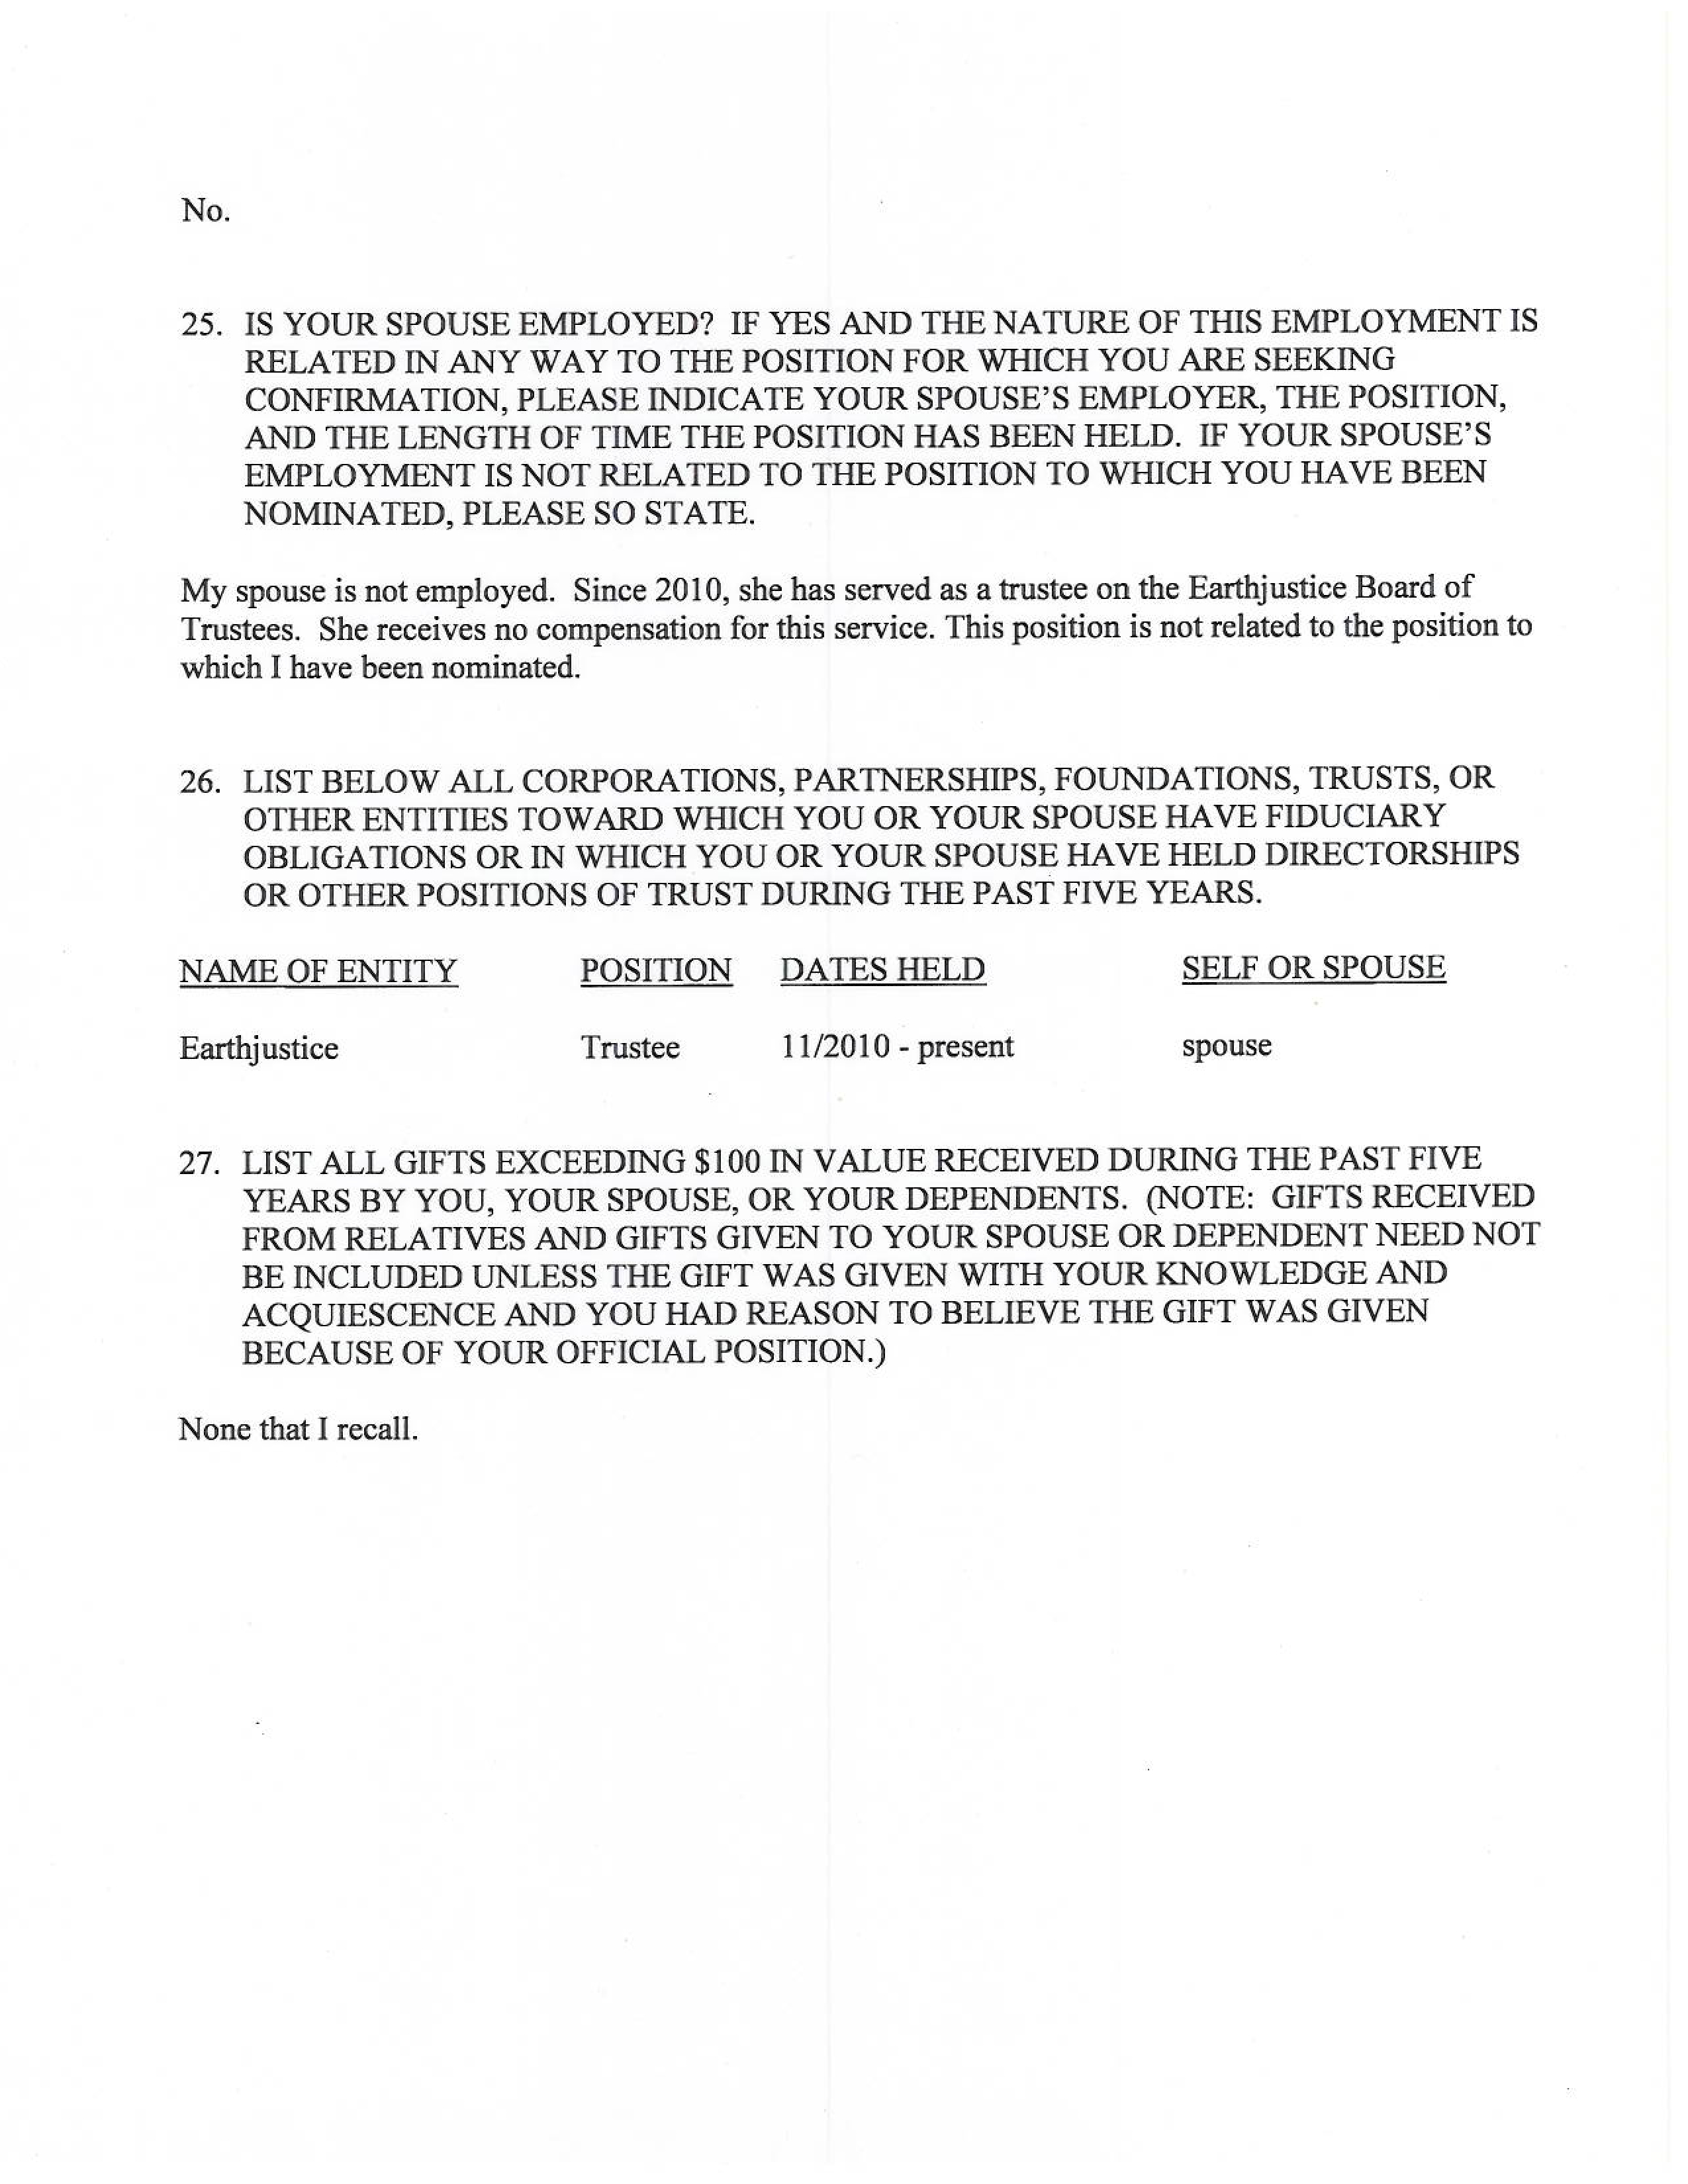 No.
25. IS YOUR SPOUSE EMPLOYED? IF YES AND THE NATURE OF THIS EMPLOYMENT IS
RELATED IN ANY WAY TO THE POSITION FOR WHICH YOU ARE SEEKING
CONFIRMATION, PLEASE INDICATE YOUR SPOUSE'S EMPLOYER, THE POSITION,
AND THE LENGTH OF TIME THE POSITION HAS BEEN HELD. IF YOUR SPOUSE'S
EMPLOYMENT IS NOT RELATED TO THE POSITION TO WHICH YOU HAVE BEEN
NOMINATED, PLEASE SO STATE.
My spouse is not employed. Since 2010, she has served as a trustee on the Earthjustice Board of
Trustees. She receives no compensation for this service. This position is not related to the position to
which I have been nominated.
26. LIST BELOW ALL CORPORATIONS, PARTNERSHIPS, FOUNDATIONS, TRUSTS, OR
OTHER ENTITIES TOWARD WHICH YOU OR YOUR SPOUSE HAVE FIDUCIARY
OBLIGATIONS OR IN WHICH YOU OR YOUR SPOUSE HAVE HELD DIRECTORSHIPS
OR OTHER POSITIONS OF TRUST DURING THE PAST FIVE YEARS.
NAME OF ENTITY POSITION DATES HELD SELF OR SPOUSE
Earthjustice Trustee 11/2010 - present spouse
27. LIST ALL GIFTS EXCEEDING $100 IN VALUE RECEIVED DURING THE PAST FIVE
YEARS BY YOU, YOUR SPOUSE, OR YOUR DEPENDENTS. (NOTE: GIFTS RECEIVED
FROM RELATIVES AND GIFTS GIVEN TO YOUR SPOUSE OR DEPENDENT NEED NOT
BE INCLUDED UNLESS THE GIFT WAS GIVEN WITH YOUR KNOWLEDGE AND
ACQUIESCENCE AND YOU HAD REASON TO BELIEVE THE GIFT WAS GIVEN
BECAUSE OF YOUR OFFICIAL POSITION.)
None that I recall.